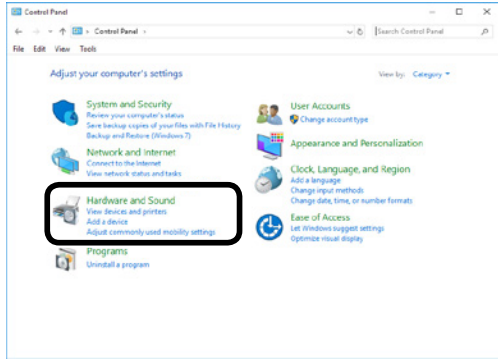 Control Panel
Control Panel
Search Control Panel
File Edit View Tools
Adjust your computer's settings
View by: Category
System and Security
Review your computer's status
Save backup copies of your files with File History
Backup and Restore (Windows 7)
Network and Internet
Connect to the Internet
View network status and tasks
Hardware and Sound
View devices and printers
Add a device
Adjust commonly used mobility settings
Programs
Uninstall a program
User Accounts
Change account type
Appearance and Personalization
Clock, Language, and Region
Add a language
Change input methods
Change date, time, or number formats
Ease of Access
Let Windows suggest settings
Optimize visual display